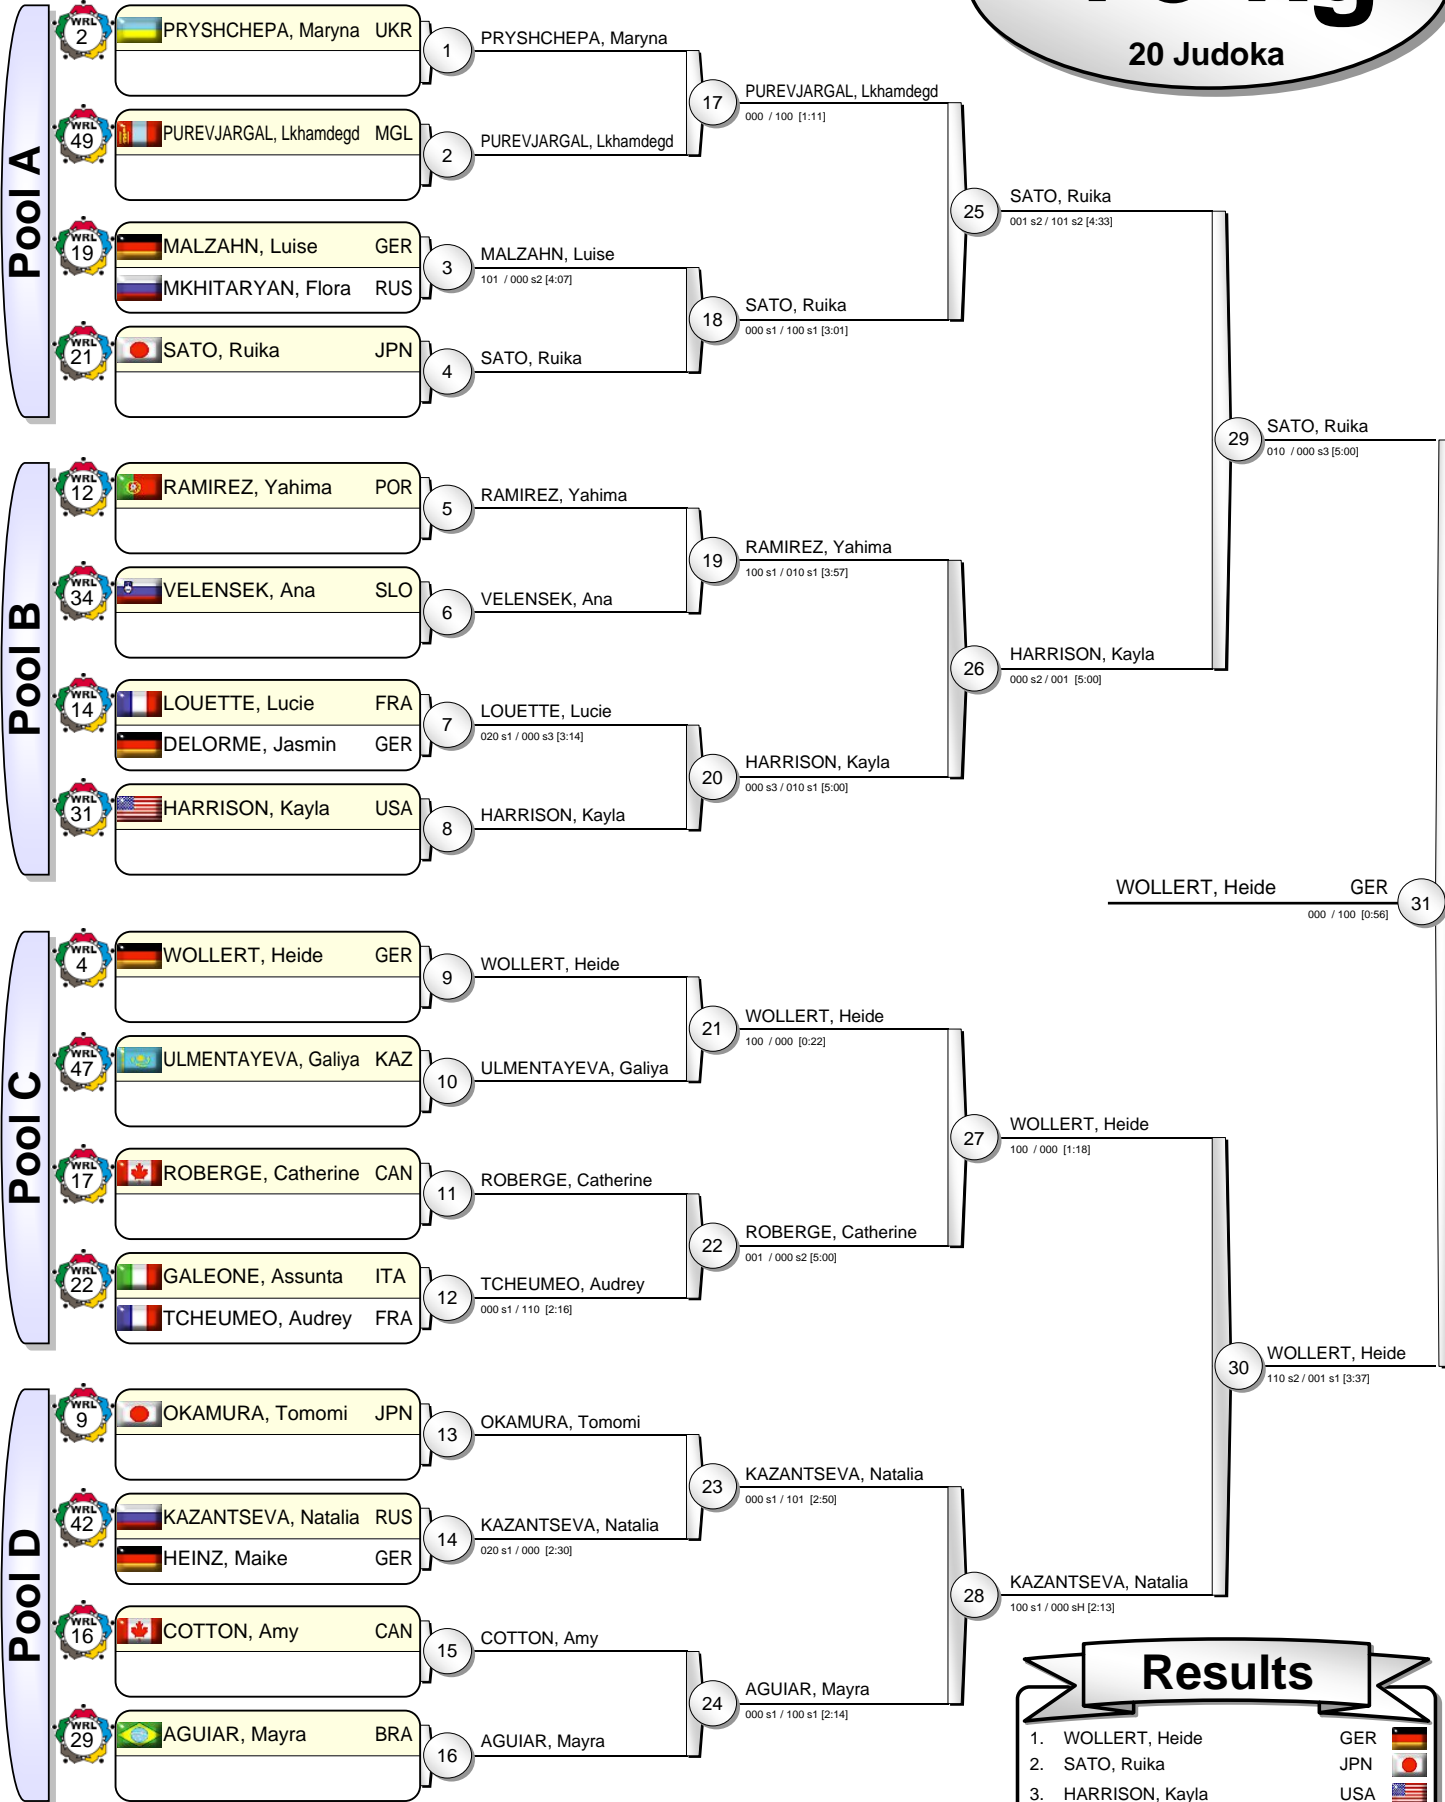 20 Judoka
Pool A
WRL 2 PRYSHCHEPA, Maryna UKR
1 PRYSHCHEPA, Maryna
WRL 49 PUREVJARGAL, Lkhamdegd MGL
2 PUREVJARGAL, Lkhamdegd
17 PUREVJARGAL, Lkhamdegd
000 / 100 [1:11]
WRL 19 MALZAHN, Luise GER
MKHITARYAN, Flora RUS
3 MALZAHN, Luise
101 / 000 s2 [4:07]
WRL 21 SATO, Ruika JPN
4 SATO, Ruika
18 SATO, Ruika
000 s1 / 100 s1 [3:01]
25 SATO, Ruika
001 s2 / 101 s2 [4:33]
Pool B
WRL 12 RAMIREZ, Yahima POR
5 RAMIREZ, Yahima
WRL 34 VELENSEK, Ana SLO
6 VELENSEK, Ana
19 RAMIREZ, Yahima
100 s1 / 010 s1 [3:57]
WRL 14 LOUETTE, Lucie FRA
DELORME, Jasmin GER
7 LOUETTE, Lucie
020 s1 / 000 s3 [3:14]
WRL 31 HARRISON, Kayla USA
8 HARRISON, Kayla
20 HARRISON, Kayla
000 s3 / 010 s1 [5:00]
26 HARRISON, Kayla
000 s2 / 001 [5:00]
29 SATO, Ruika
010 / 000 s3 [5:00]
WOLLERT, Heide GER 31
000 / 100 [0:56]
Pool C
WRL 4 WOLLERT, Heide GER
9 WOLLERT, Heide
WRL 47 ULMENTAYEVA, Galiya KAZ
10 ULMENTAYEVA, Galiya
21 WOLLERT, Heide
100 / 000 [0:22]
WRL 17 ROBERGE, Catherine CAN
11 ROBERGE, Catherine
WRL 22 GALEONE, Assunta ITA
TCHEUMEO, Audrey FRA
12 TCHEUMEO, Audrey
000 s1 / 110 [2:16]
22 ROBERGE, Catherine
001 / 000 s2 [5:00]
27 WOLLERT, Heide
100 / 000 [1:18]
Pool D
WRL 9 OKAMURA, Tomomi JPN
13 OKAMURA, Tomomi
WRL 42 KAZANTSEVA, Natalia RUS
HEINZ, Maike GER
14 KAZANTSEVA, Natalia
020 s1 / 000 [2:30]
23 KAZANTSEVA, Natalia
000 s1 / 101 [2:50]
WRL 16 COTTON, Amy CAN
15 COTTON, Amy
WRL 29 AGUIAR, Mayra BRA
16 AGUIAR, Mayra
24 AGUIAR, Mayra
000 s1 / 100 s1 [2:14]
28 KAZANTSEVA, Natalia
100 s1 / 000 sH [2:13]
30 WOLLERT, Heide
110 s2 / 001 s1 [3:37]
Results
1. WOLLERT, Heide GER
2. SATO, Ruika JPN
3. HARRISON, Kayla USA